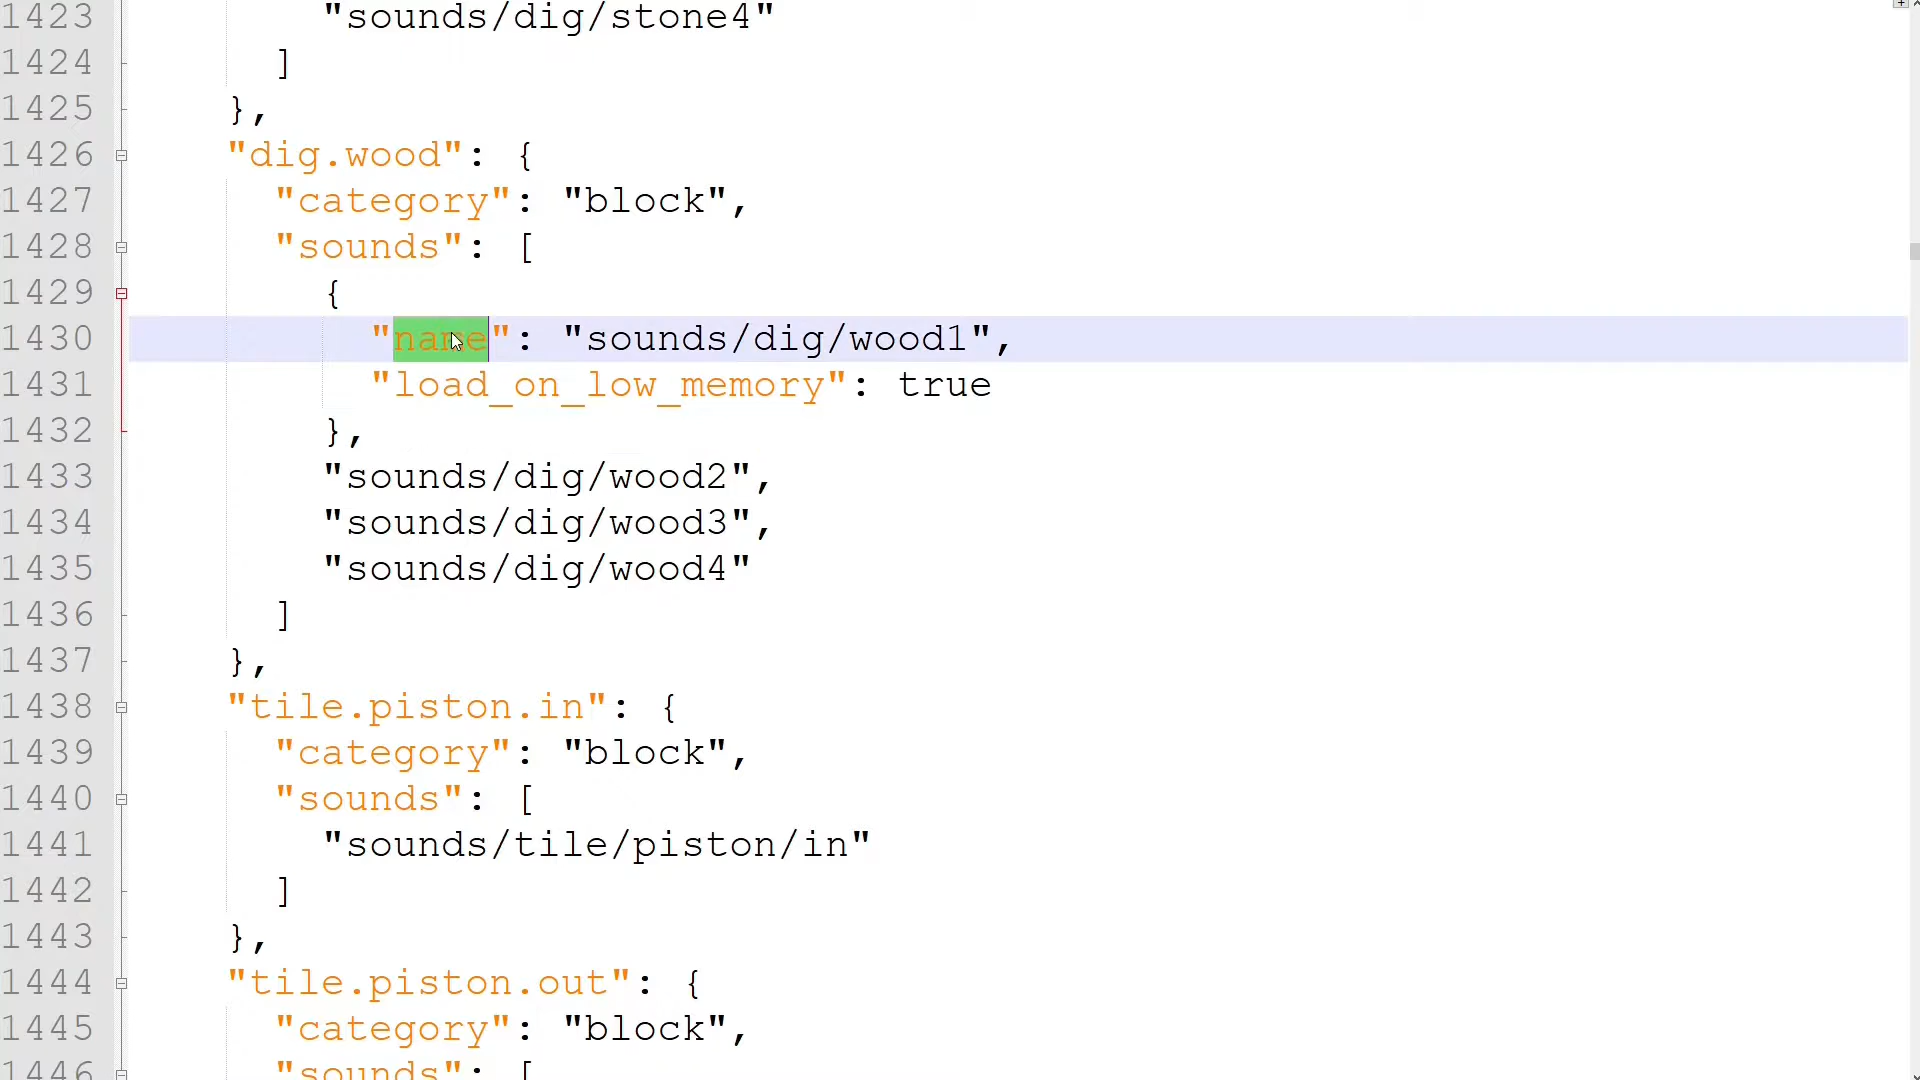 1423 "sounds/dig/stone4"
1424 ]
1425 },
1426 "dig.wood": {
1427 "category": "block",
1428 "sounds": [
1429 {
1430 "name": "sounds/dig/wood1",
1431 "load_on_low_memory": true
1432 },
1433 "sounds/dig/wood2",
1434 "sounds/dig/wood3",
1435 "sounds/dig/wood4"
1436 ]
1437 },
1438 "tile.piston.in": {
1439 "category": "block",
1440 "sounds": [
1441 "sounds/tile/piston/in"
1442 ]
1443 },
1444 "tile.piston.out": {
1445 "category": "block",
1446 "sounds": [